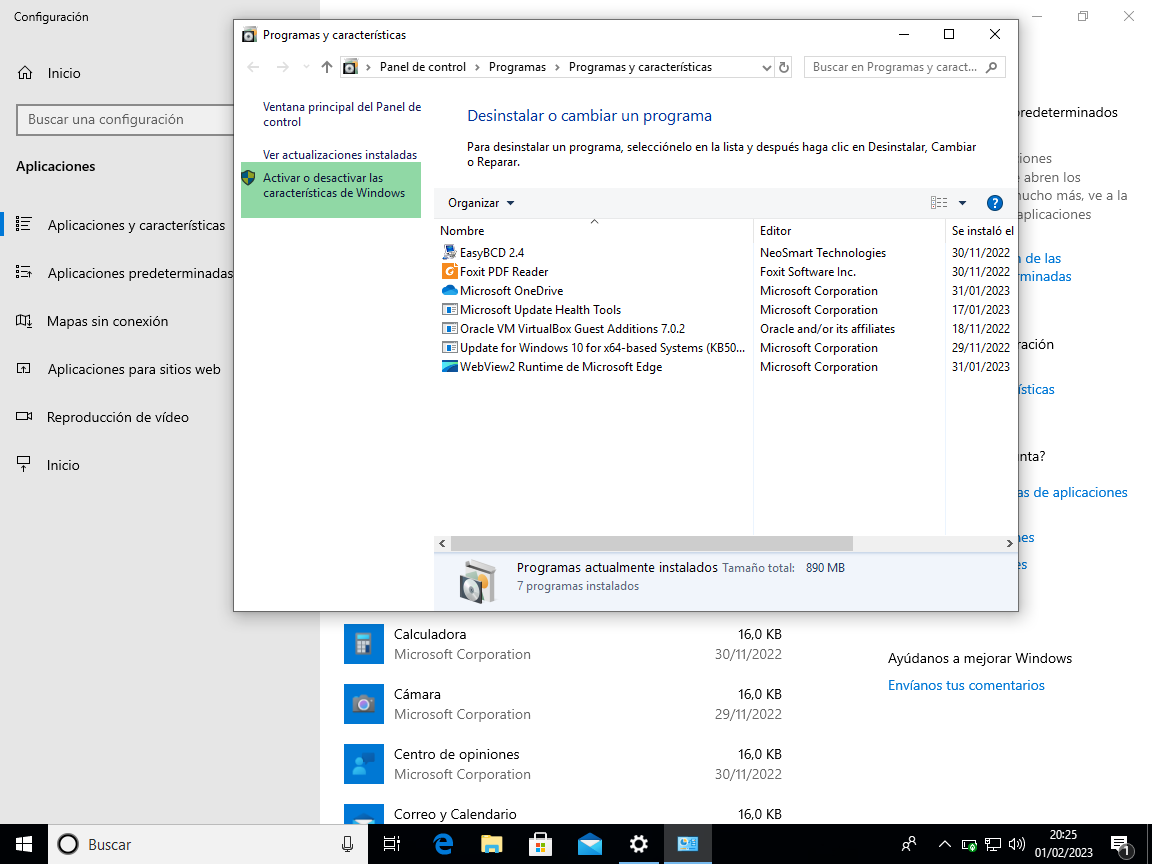 Configuración
Inicio
Buscar una configuración
Aplicaciones
Aplicaciones y características
Aplicaciones predeterminadas
Mapas sin conexión
Aplicaciones para sitios web
Reproducción de vídeo
Inicio
Programas y características
Panel de control
Programas
Programas y características
Buscar en Programas y caract...
Ventana principal del Panel de
control
Ver actualizaciones instaladas
Activar o desactivar las
características de Windows
Desinstalar o cambiar un programa
Para desinstalar un programa, selecciónelo en la lista y después haga clic en Desinstalar, Cambiar
o Reparar.
Organizar
Nombre Editor Se instaló el
EasyBCD 2.4 NeoSmart Technologies 30/11/2022
Foxit PDF Reader Foxit Software Inc. 30/11/2022
Microsoft OneDrive Microsoft Corporation 31/01/2023
Microsoft Update Health Tools Microsoft Corporation 17/01/2023
Oracle VM VirtualBox Guest Additions 7.0.2 Oracle and/or its affiliates 18/11/2022
Update for Windows 10 for x64-based Systems (KB50... Microsoft Corporation 29/11/2022
WebView2 Runtime de Microsoft Edge Microsoft Corporation 31/01/2023
Programas actualmente instalados Tamaño total: 890 MB
7 programas instalados
redeterminados
iones
abren los
mucho más, ve a la
aplicaciones
n de las
minadas
ración
ísticas
nta?
as de aplicaciones
nes
es
Calculadora 16,0 KB
Microsoft Corporation 30/11/2022
Cámara 16,0 KB
Microsoft Corporation 29/11/2022
Centro de opiniones 16,0 KB
Microsoft Corporation 30/11/2022
Correo y Calendario 16,0 KB
Ayúdanos a mejorar Windows
Envíanos tus comentarios
Buscar
20:25
01/02/2023
1